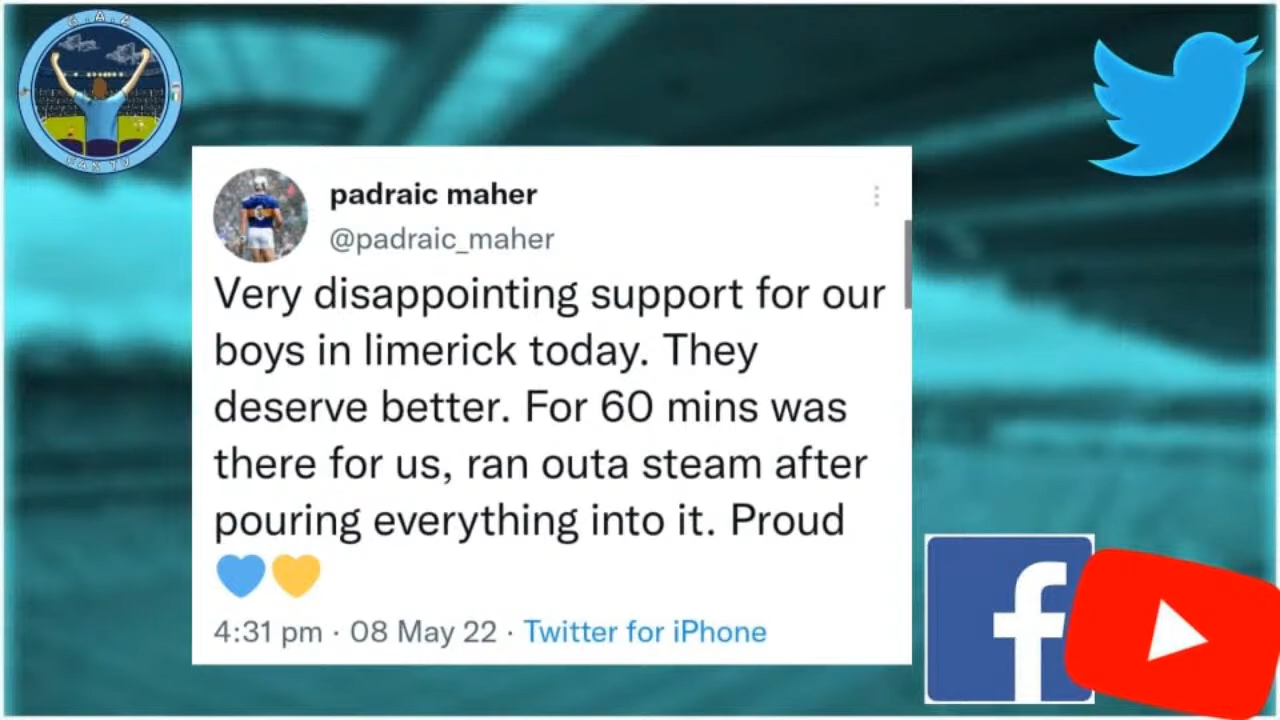 padraic maher
@padraic_maher
Very disappointing support for our
boys in limerick today. They
deserve better. For 60 mins was
there for us, ran outa steam after
pouring everything into it. Proud
💙💛
4:31 pm · 08 May 22 · Twitter for iPhone